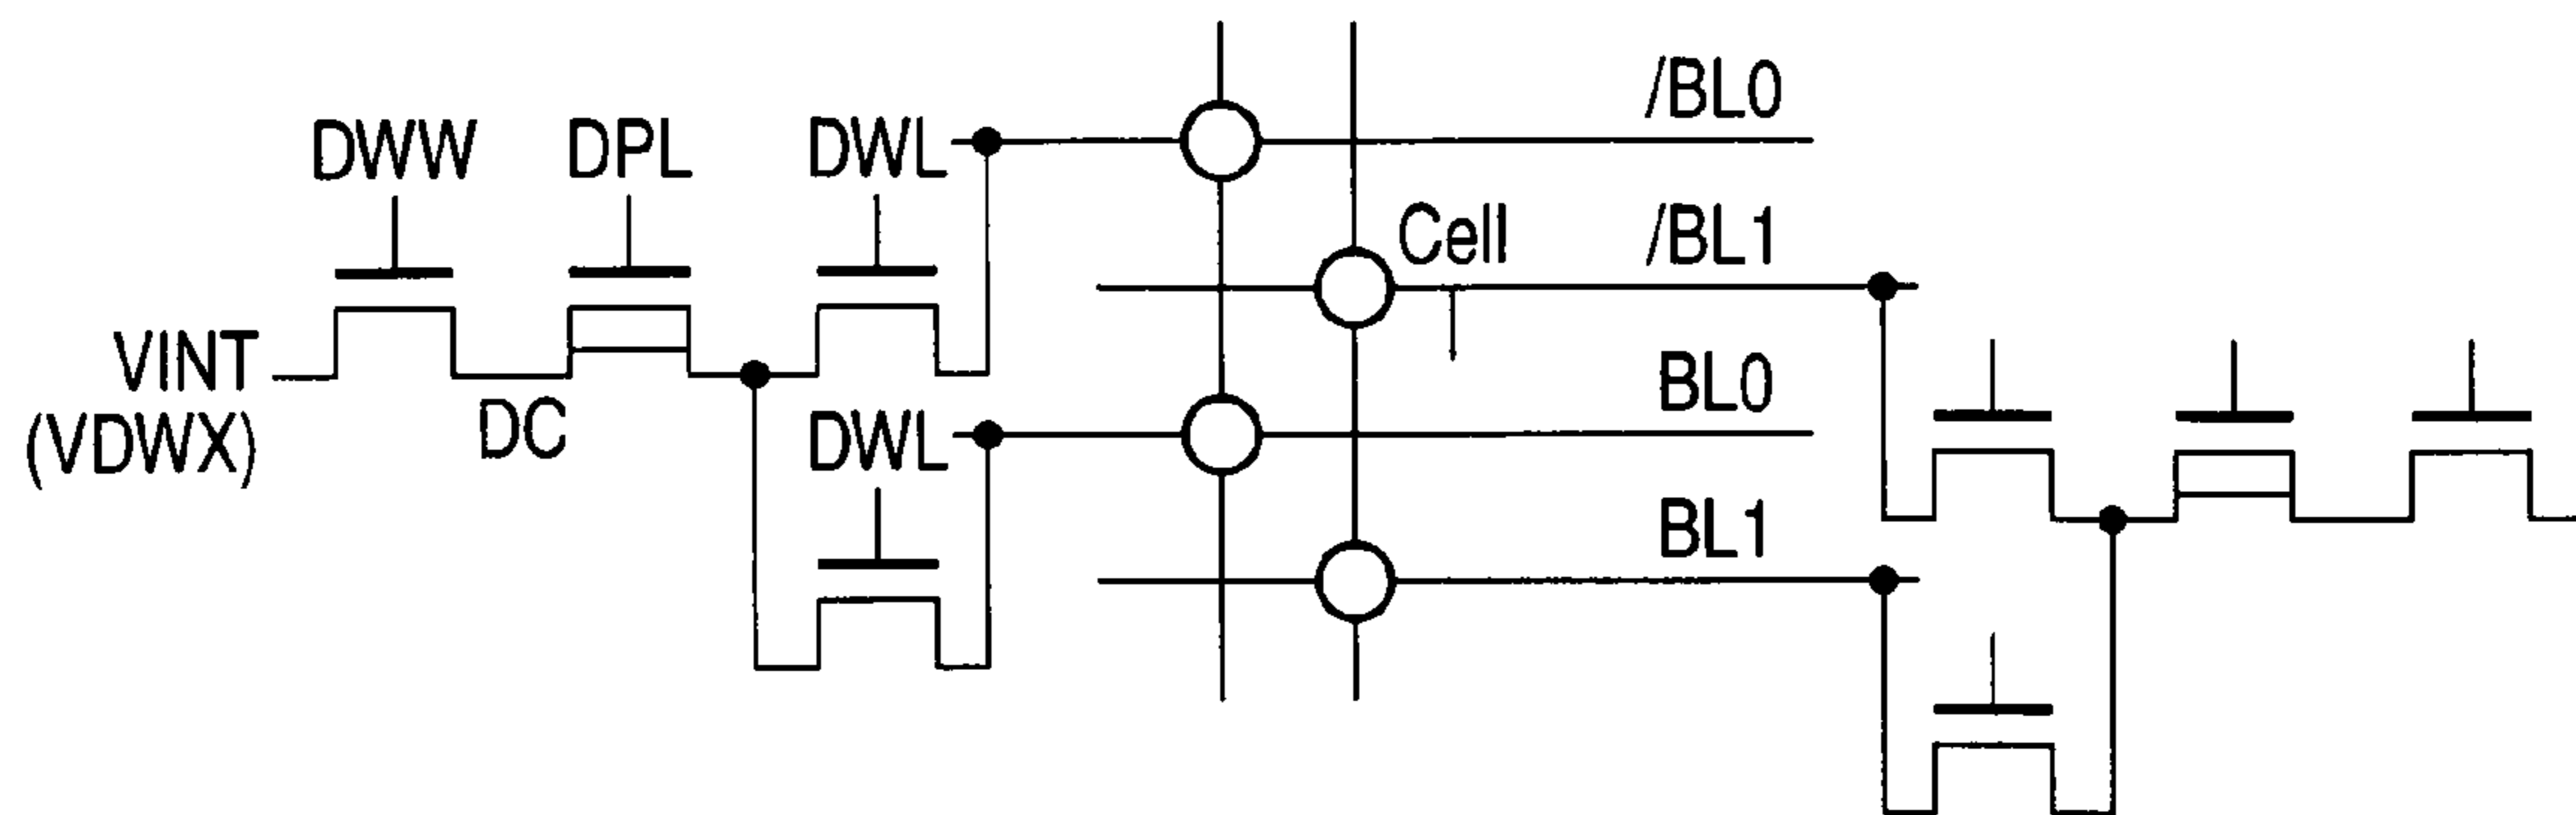 /BL0
DWW DPL DWL
Cell /BL1
VINT
(VDWX)
DC
BL0
DWL
BL1